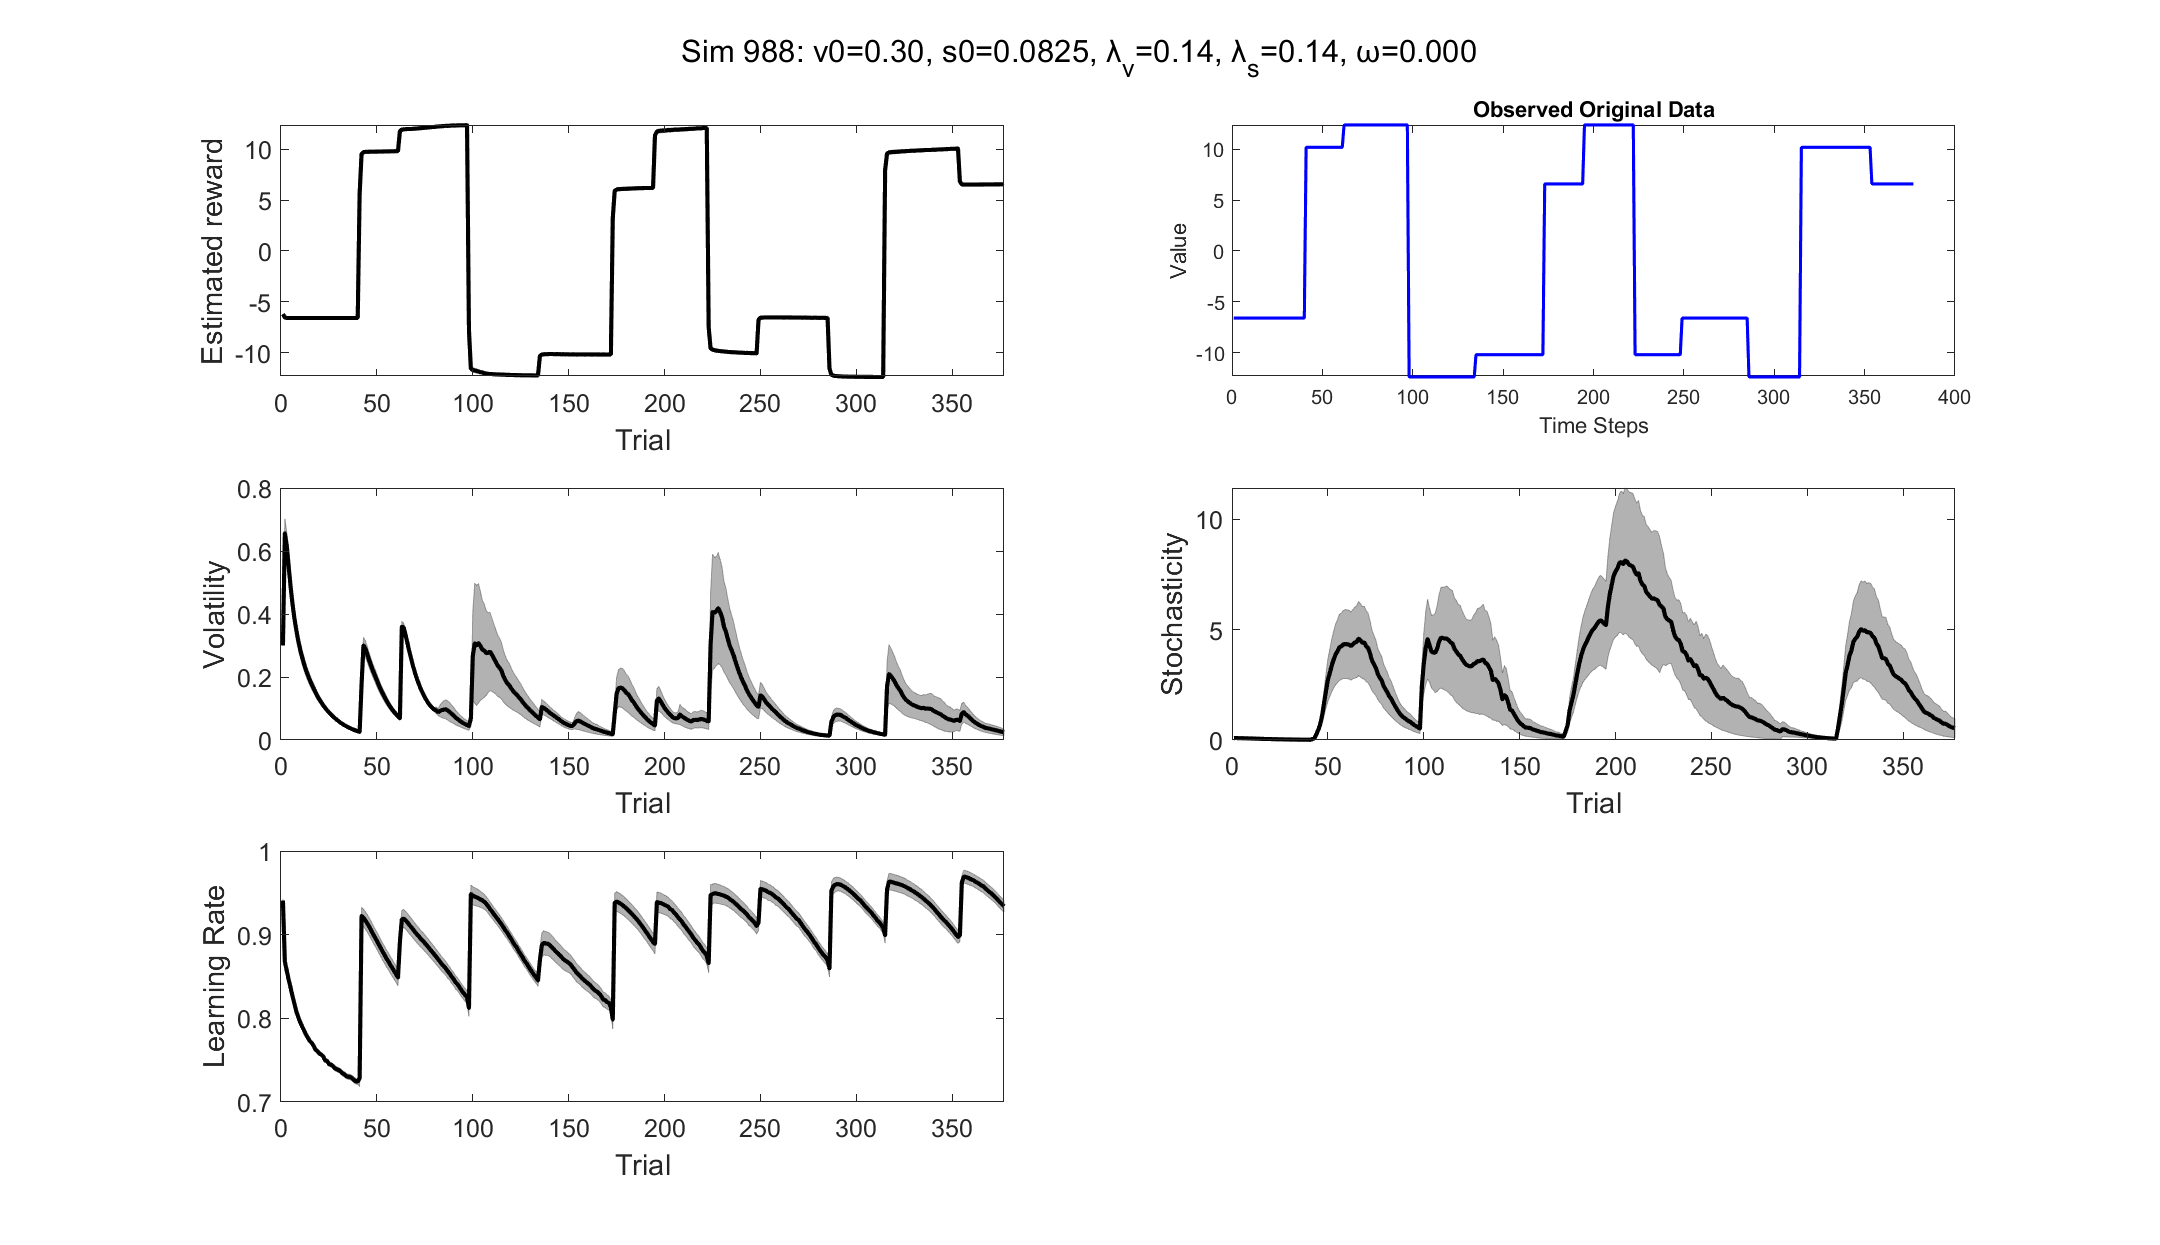 Sim 988: v0=0.30, s0=0.0825, λv=0.14, λs=0.14, ω=0.000
Estimated reward
10
5
0
-5
-10
0 50 100 150 200 250 300 350
Trial
Observed Original Data
Value
10
5
0
-5
-10
0 50 100 150 200 250 300 350 400
Time Steps
Volatility
0.8
0.6
0.4
0.2
0
0 50 100 150 200 250 300 350
Trial
Stochasticity
10
5
0
0 50 100 150 200 250 300 350
Trial
Learning Rate
1
0.9
0.8
0.7
0 50 100 150 200 250 300 350
Trial